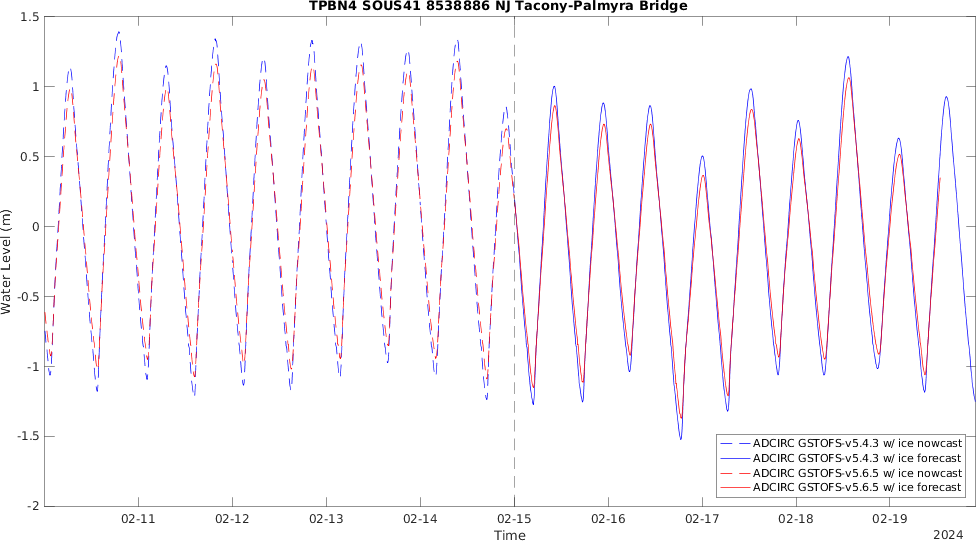 TPBN4 SOUS41 8538886 NJ Tacony-Palmyra Bridge
Water Level (m)
1.5
1
0.5
0
-0.5
-1
-1.5
-2
ADCIRC GSTOFS-v5.4.3 w/ ice nowcast
ADCIRC GSTOFS-v5.4.3 w/ ice forecast
ADCIRC GSTOFS-v5.6.5 w/ ice nowcast
ADCIRC GSTOFS-v5.6.5 w/ ice forecast
02-11 02-12 02-13 02-14 02-15 02-16 02-17 02-18 02-19
Time
2024